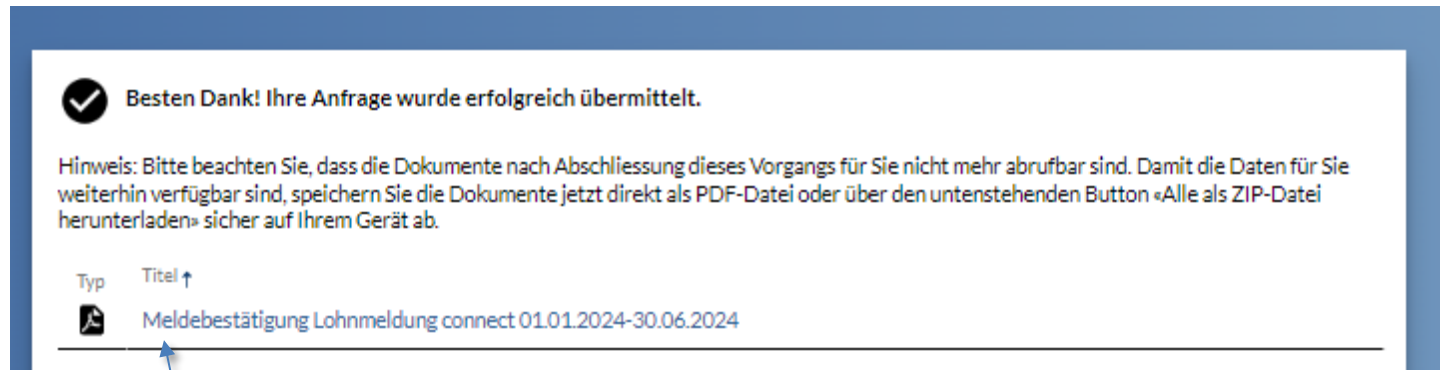 Besten Dank! Ihre Anfrage wurde erfolgreich übermittelt.
Hinweis: Bitte beachten Sie, dass die Dokumente nach Abschliessung dieses Vorgangs für Sie nicht mehr abrufbar sind. Damit die Daten für Sie
weiterhin verfügbar sind, speichern Sie die Dokumente jetzt direkt als PDF-Datei oder über den untenstehenden Button «Alle als ZIP-Datei
herunterladen» sicher auf Ihrem Gerät ab.
Typ Titel ↑
Meldebestätigung Lohnmeldung connect 01.01.2024-30.06.2024